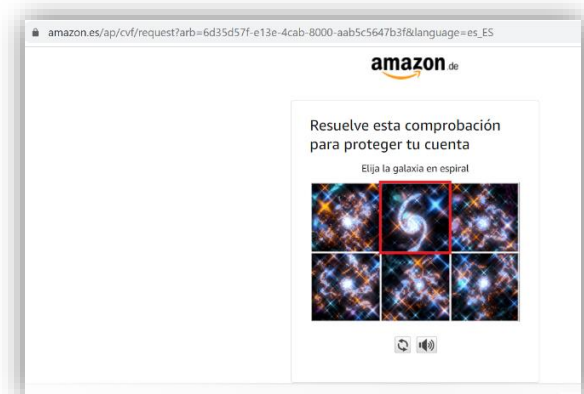 amazon.es/ap/cvf/request?arb=6d35d57f-e13e-4cab-8000-aab5c5647b3f&language=es_ES
amazon.de
Resuelve esta comprobación
para proteger tu cuenta
Elija la galaxia en espiral